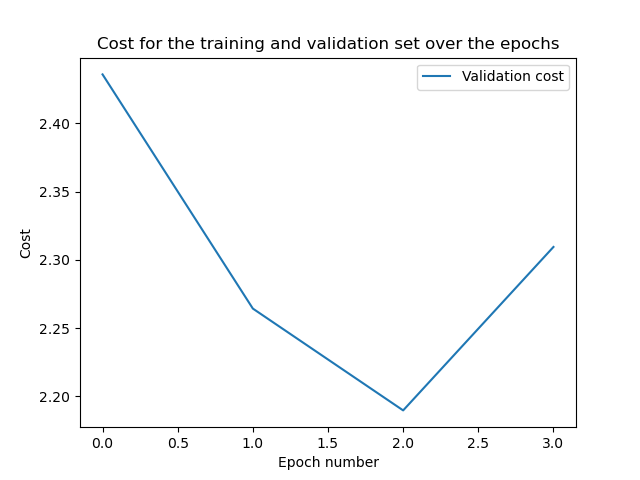 Cost for the training and validation set over the epochs
Validation cost
2.40
2.35
2.30
2.25
2.20
Cost
0.0 0.5 1.0 1.5 2.0 2.5 3.0
Epoch number